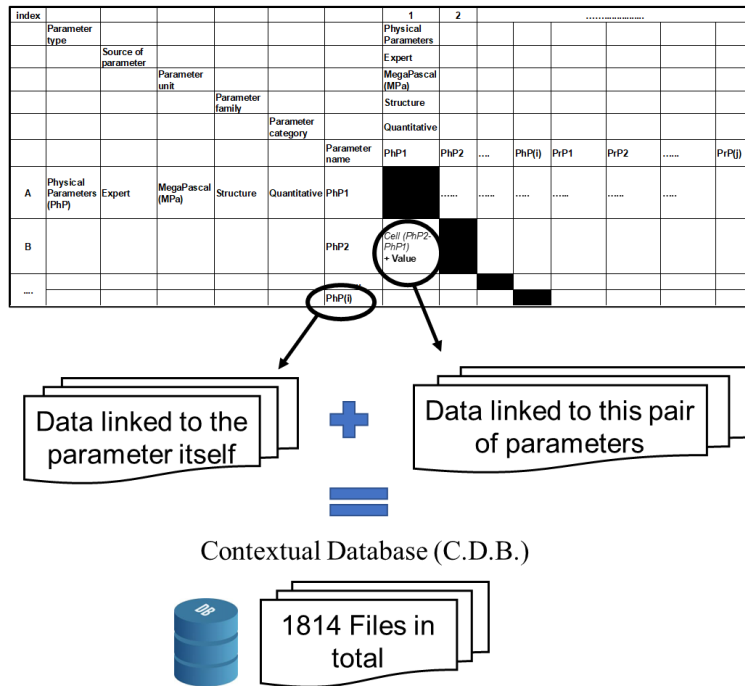 index 1 2 .......................
Parameter type Physical Parameters
Source of parameter Expert
Parameter unit MegaPascal (MPa)
Parameter family Structure
Parameter category Quantitative
Parameter name PhP1 PhP2 .... PhP(i) PrP1 PrP2 ...... PrP(j)
A Physical Parameters (PhP) Expert MegaPascal (MPa) Structure Quantitative PhP1 ...... ...... ..... ...... ...... .....
B PhP2 Cell (PhP2-PhP1) + Value
....
PhP(i)
Data linked to the
parameter itself
Data linked to this pair
of parameters
Contextual Database (C.D.B.)
DB
1814 Files in
total